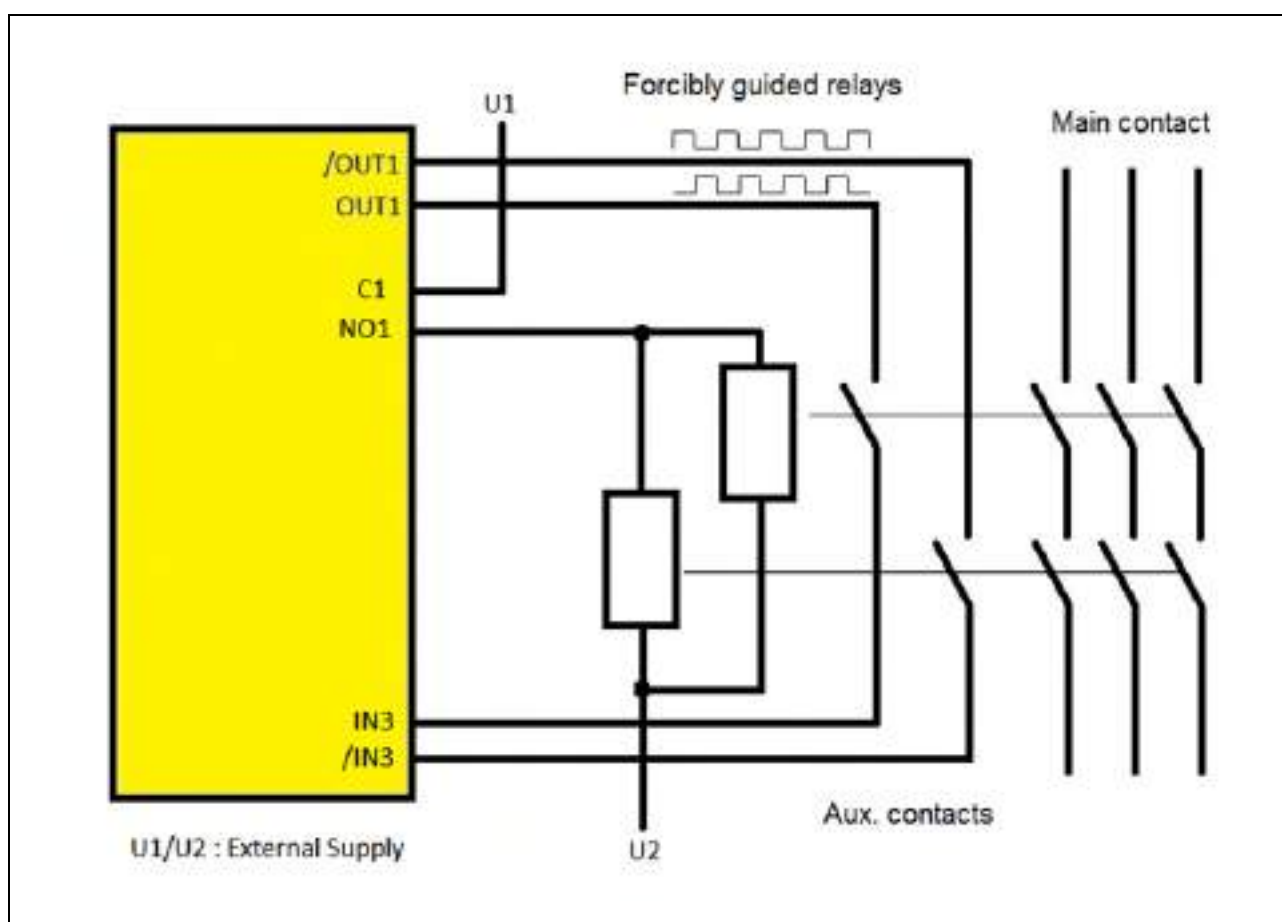 Forcibly guided relays
U1
Main contact
/OUT1
OUT1
C1
NO1
IN3
/IN3
Aux. contacts
U1/U2 : External Supply
U2